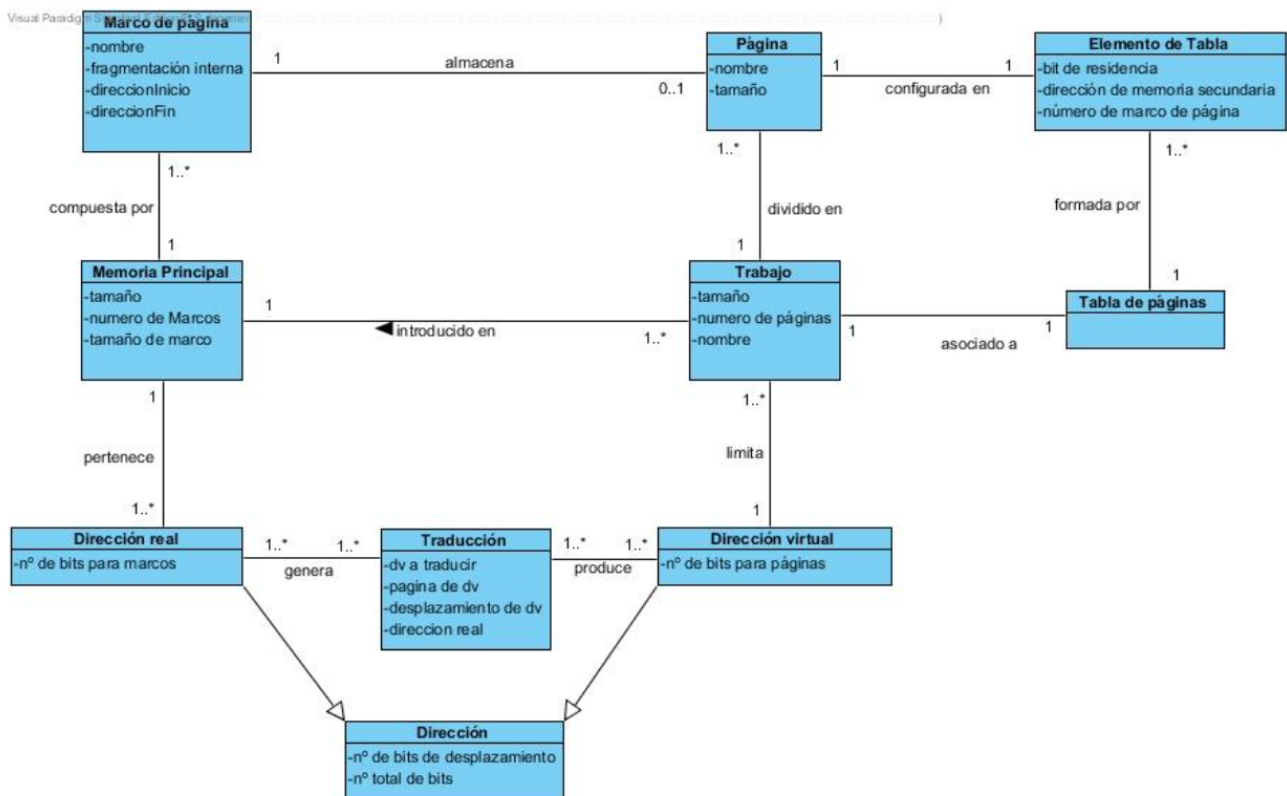 Visual Paradigm
Marco de página
-nombre
-fragmentación interna
-direccionInicio
-direccionFin
1
almacena
0..1
Página
-nombre
-tamaño
1
configurada en
1
Elemento de Tabla
-bit de residencia
-dirección de memoria secundaria
-número de marco de página
1..*
compuesta por
1
1..*
dividido en
1
1..*
formada por
1
Memoria Principal
-tamaño
-numero de Marcos
-tamaño de marco
1
introducido en
1..*
Trabajo
-tamaño
-numero de páginas
-nombre
1
asociado a
1
Tabla de páginas
1
pertenece
1..*
1..*
limita
1
Dirección real
-nº de bits para marcos
1..*
genera
1..*
Traducción
-dv a traducir
-pagina de dv
-desplazamiento de dv
-direccion real
1..*
produce
1..*
Dirección virtual
-nº de bits para páginas
Dirección
-nº de bits de desplazamiento
-nº total de bits